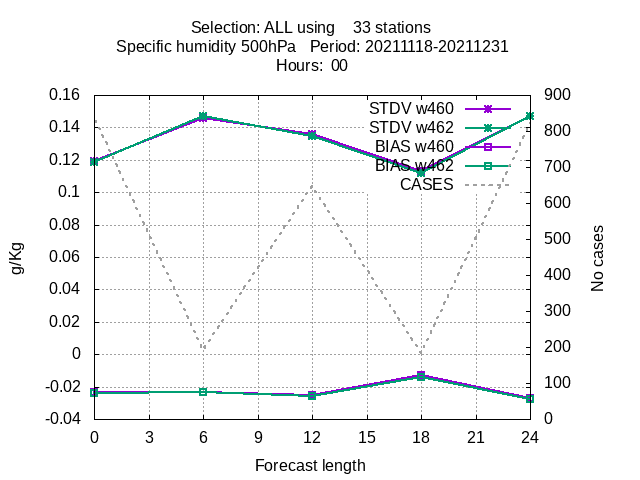 Selection: ALL using    33 stations
Specific humidity 500hPa   Period: 20211118-20211231
Hours:  00
0.16
0.14
0.12
0.1
0.08
0.06
0.04
0.02
0
-0.02
-0.04
g/Kg
STDV w460
STDV w462
BIAS w460
BIAS w462
CASES
900
800
700
600
500
400
300
200
100
0
No cases
0 3 6 9 12 15 18 21 24
Forecast length